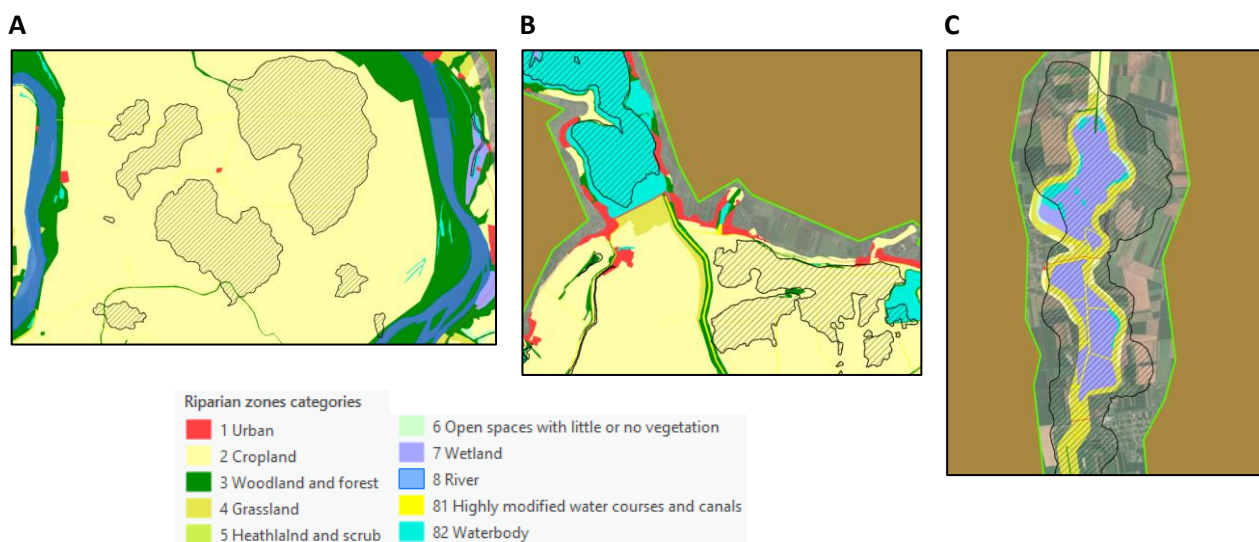 A
B
C
Riparian zones categories
1 Urban
2 Cropland
3 Woodland and forest
4 Grassland
5 Heathlalnd and scrub
6 Open spaces with little or no vegetation
7 Wetland
8 River
81 Highly modified water courses and canals
82 Waterbody